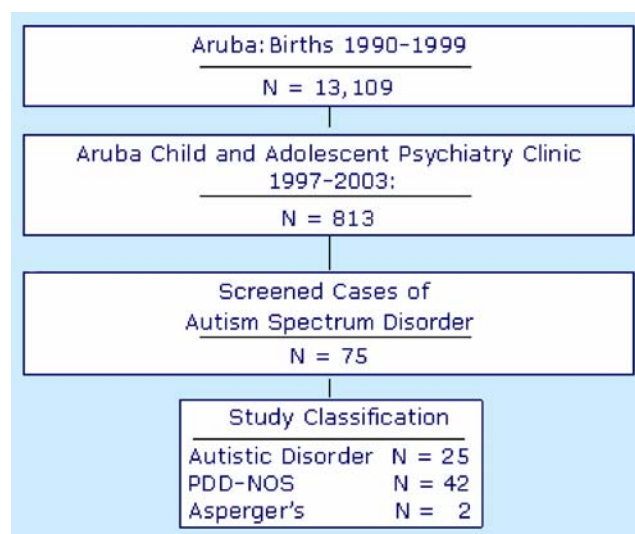 Aruba: Births 1990-1999
N = 13,109
Aruba Child and Adolescent Psychiatry Clinic
1997-2003:
N = 813
Screened Cases of
Autism Spectrum Disorder
N = 75
Study Classification
Autistic Disorder N = 25
PDD-NOS N = 42
Asperger's N = 2